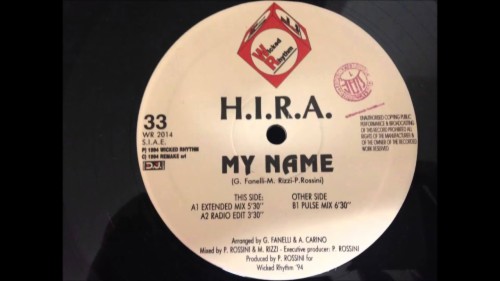 Wicked
Rhythm
H.I.R.A.
33
WR 2014
S.I.A.E.
P) 1994 WICKED RHYTHM
C) 1994 REMAKE srl
UNAUTHORISED COPING PUBLIC
PERFORMANCE & BROADCASTING
OF THIS RECORD PROHIBITED ALL
RIGHTS OF THE MANUFACTURER &
OF THE OWNER OF THE RECORDED
WORK RESERVED
MY NAME
(G. Fanelli-M. Rizzi-P.Rossini)
THIS SIDE:
A1 EXTENDED MIX 5'30"
A2 RADIO EDIT 3'30"
OTHER SIDE
B1 PULSE MIX 6'30"
Arranged by G. FANELLI & A. CARINO
Mixed by P. ROSSINI & M. RIZZI - Executive producer: P. ROSSINI
Produced by P. ROSSINI for
Wicked Rhythm '94